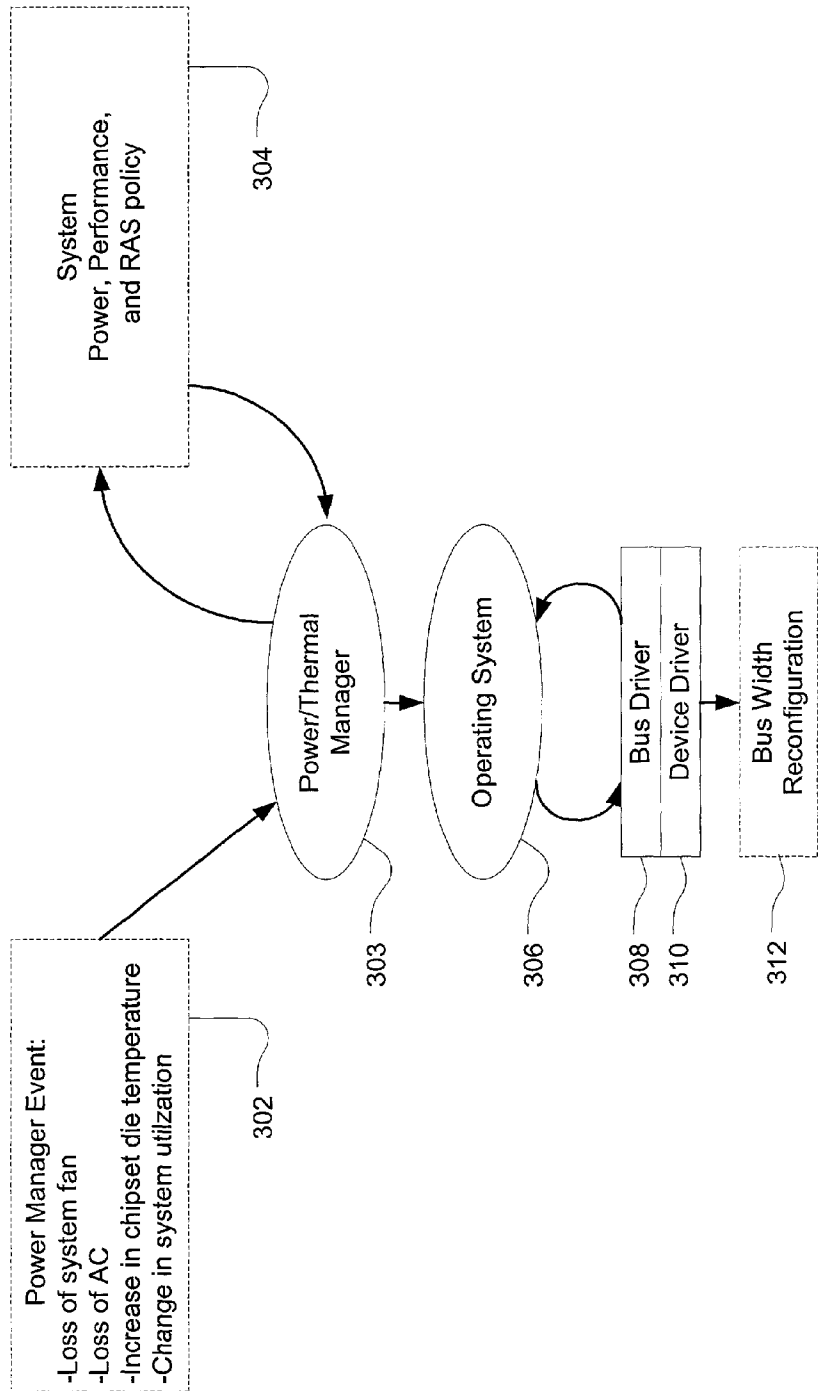 Power Manager Event:
-Loss of system fan
-Loss of AC
-Increase in chipset die temperature
-Change in system utilzation
302
System
Power, Performance,
and RAS policy
304
Power/Thermal
Manager
303
Operating System
306
Bus Driver
308
Device Driver
310
Bus Width
Reconfiguration
312